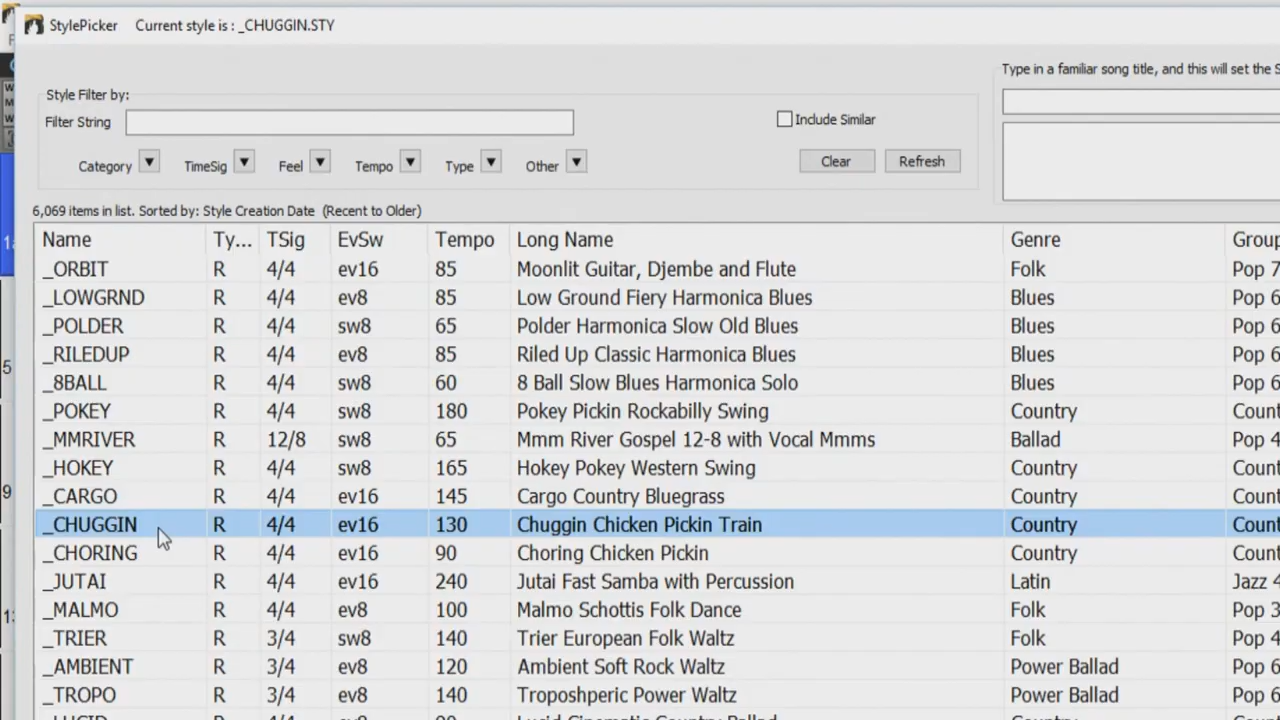 StylePicker Current style is : _CHUGGIN.STY
Type in a familiar song title, and this will set the S
Style Filter by:
Filter String
Include Similar
Category TimeSig Feel Tempo Type Other Clear Refresh
6,069 items in list. Sorted by: Style Creation Date (Recent to Older)
Name Ty... TSig EvSw Tempo Long Name Genre Group
_ORBIT R 4/4 ev16 85 Moonlit Guitar, Djembe and Flute Folk Pop 7
_LOWGRND R 4/4 ev8 85 Low Ground Fiery Harmonica Blues Blues Pop 6
_POLDER R 4/4 sw8 65 Polder Harmonica Slow Old Blues Blues Pop 6
_RILEDUP R 4/4 ev8 85 Riled Up Classic Harmonica Blues Blues Pop 6
_8BALL R 4/4 sw8 60 8 Ball Slow Blues Harmonica Solo Blues Pop 6
_POKEY R 4/4 sw8 180 Pokey Pickin Rockabilly Swing Country Coun
_MMRIVER R 12/8 sw8 65 Mmm River Gospel 12-8 with Vocal Mmms Ballad Pop 4
_HOKEY R 4/4 sw8 165 Hokey Pokey Western Swing Country Coun
_CARGO R 4/4 ev16 145 Cargo Country Bluegrass Country Coun
_CHUGGIN R 4/4 ev16 130 Chuggin Chicken Pickin Train Country Coun
_CHORING R 4/4 ev16 90 Choring Chicken Pickin Country Coun
_JUTAI R 4/4 ev16 240 Jutai Fast Samba with Percussion Latin Jazz 4
_MALMO R 4/4 ev8 100 Malmo Schottis Folk Dance Folk Pop 3
_TRIER R 3/4 sw8 140 Trier European Folk Waltz Folk Pop 4
_AMBIENT R 3/4 ev8 120 Ambient Soft Rock Waltz Power Ballad Pop 6
_TROPO R 3/4 ev8 140 Troposhperic Power Waltz Power Ballad Pop 6